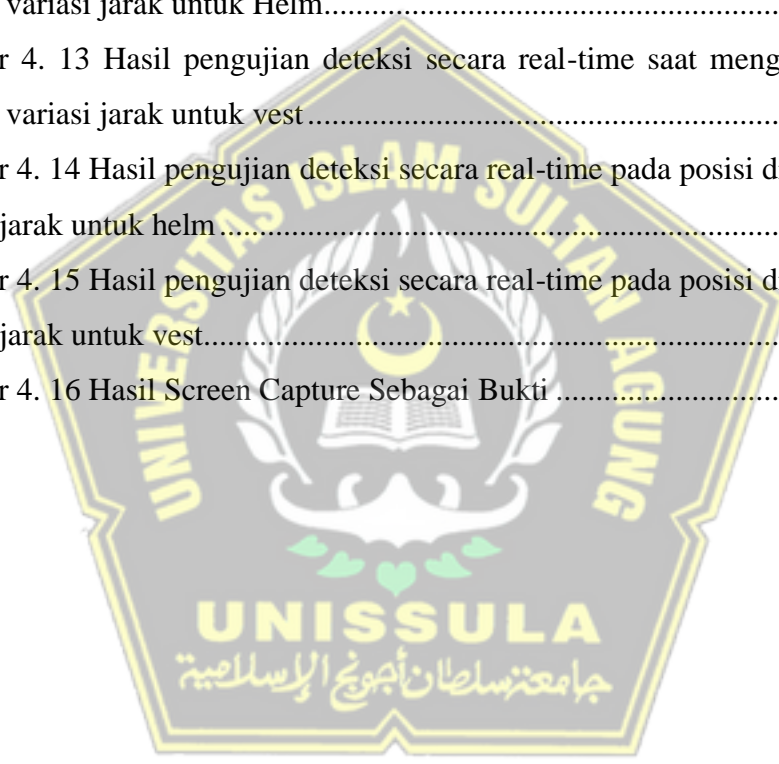 variasi jarak untuk Helm...............................................................
r 4. 13 Hasil pengujian deteksi secara real-time saat meng
variasi jarak untuk vest.................................................................
r 4. 14 Hasil pengujian deteksi secara real-time pada posisi d
jarak untuk helm..........................................................................
r 4. 15 Hasil pengujian deteksi secara real-time pada posisi d
jarak untuk vest............................................................................
r 4. 16 Hasil Screen Capture Sebagai Bukti ..............................
UNIVERSITAS ISLAM SULTAN AGUNG
UNISSULA
جامعة سلطان أجونج الإسلامية